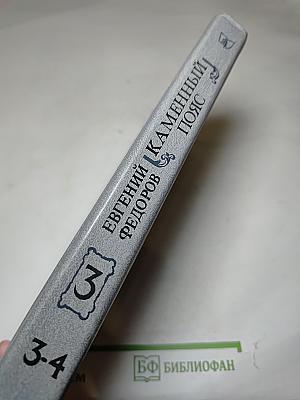 КАМЕННЫЙ
ПОЯС
ЕВГЕНИЙ
ФЕДОРОВ
3
3-4
БФ БИБЛИОФАН